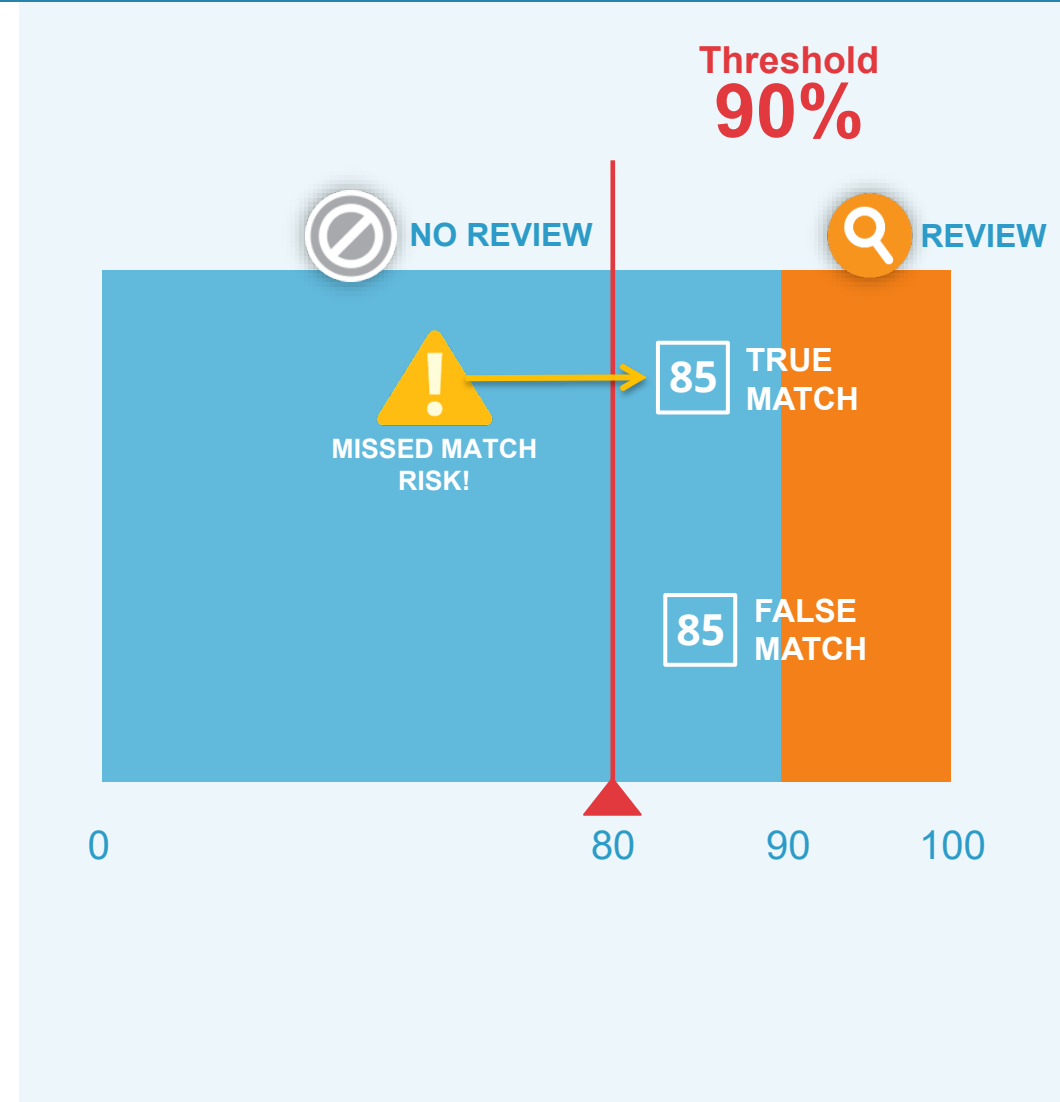 Threshold
90%
NO REVIEW
REVIEW
!
85
TRUE
MATCH
MISSED MATCH
RISK!
85
FALSE
MATCH
0
80
90
100